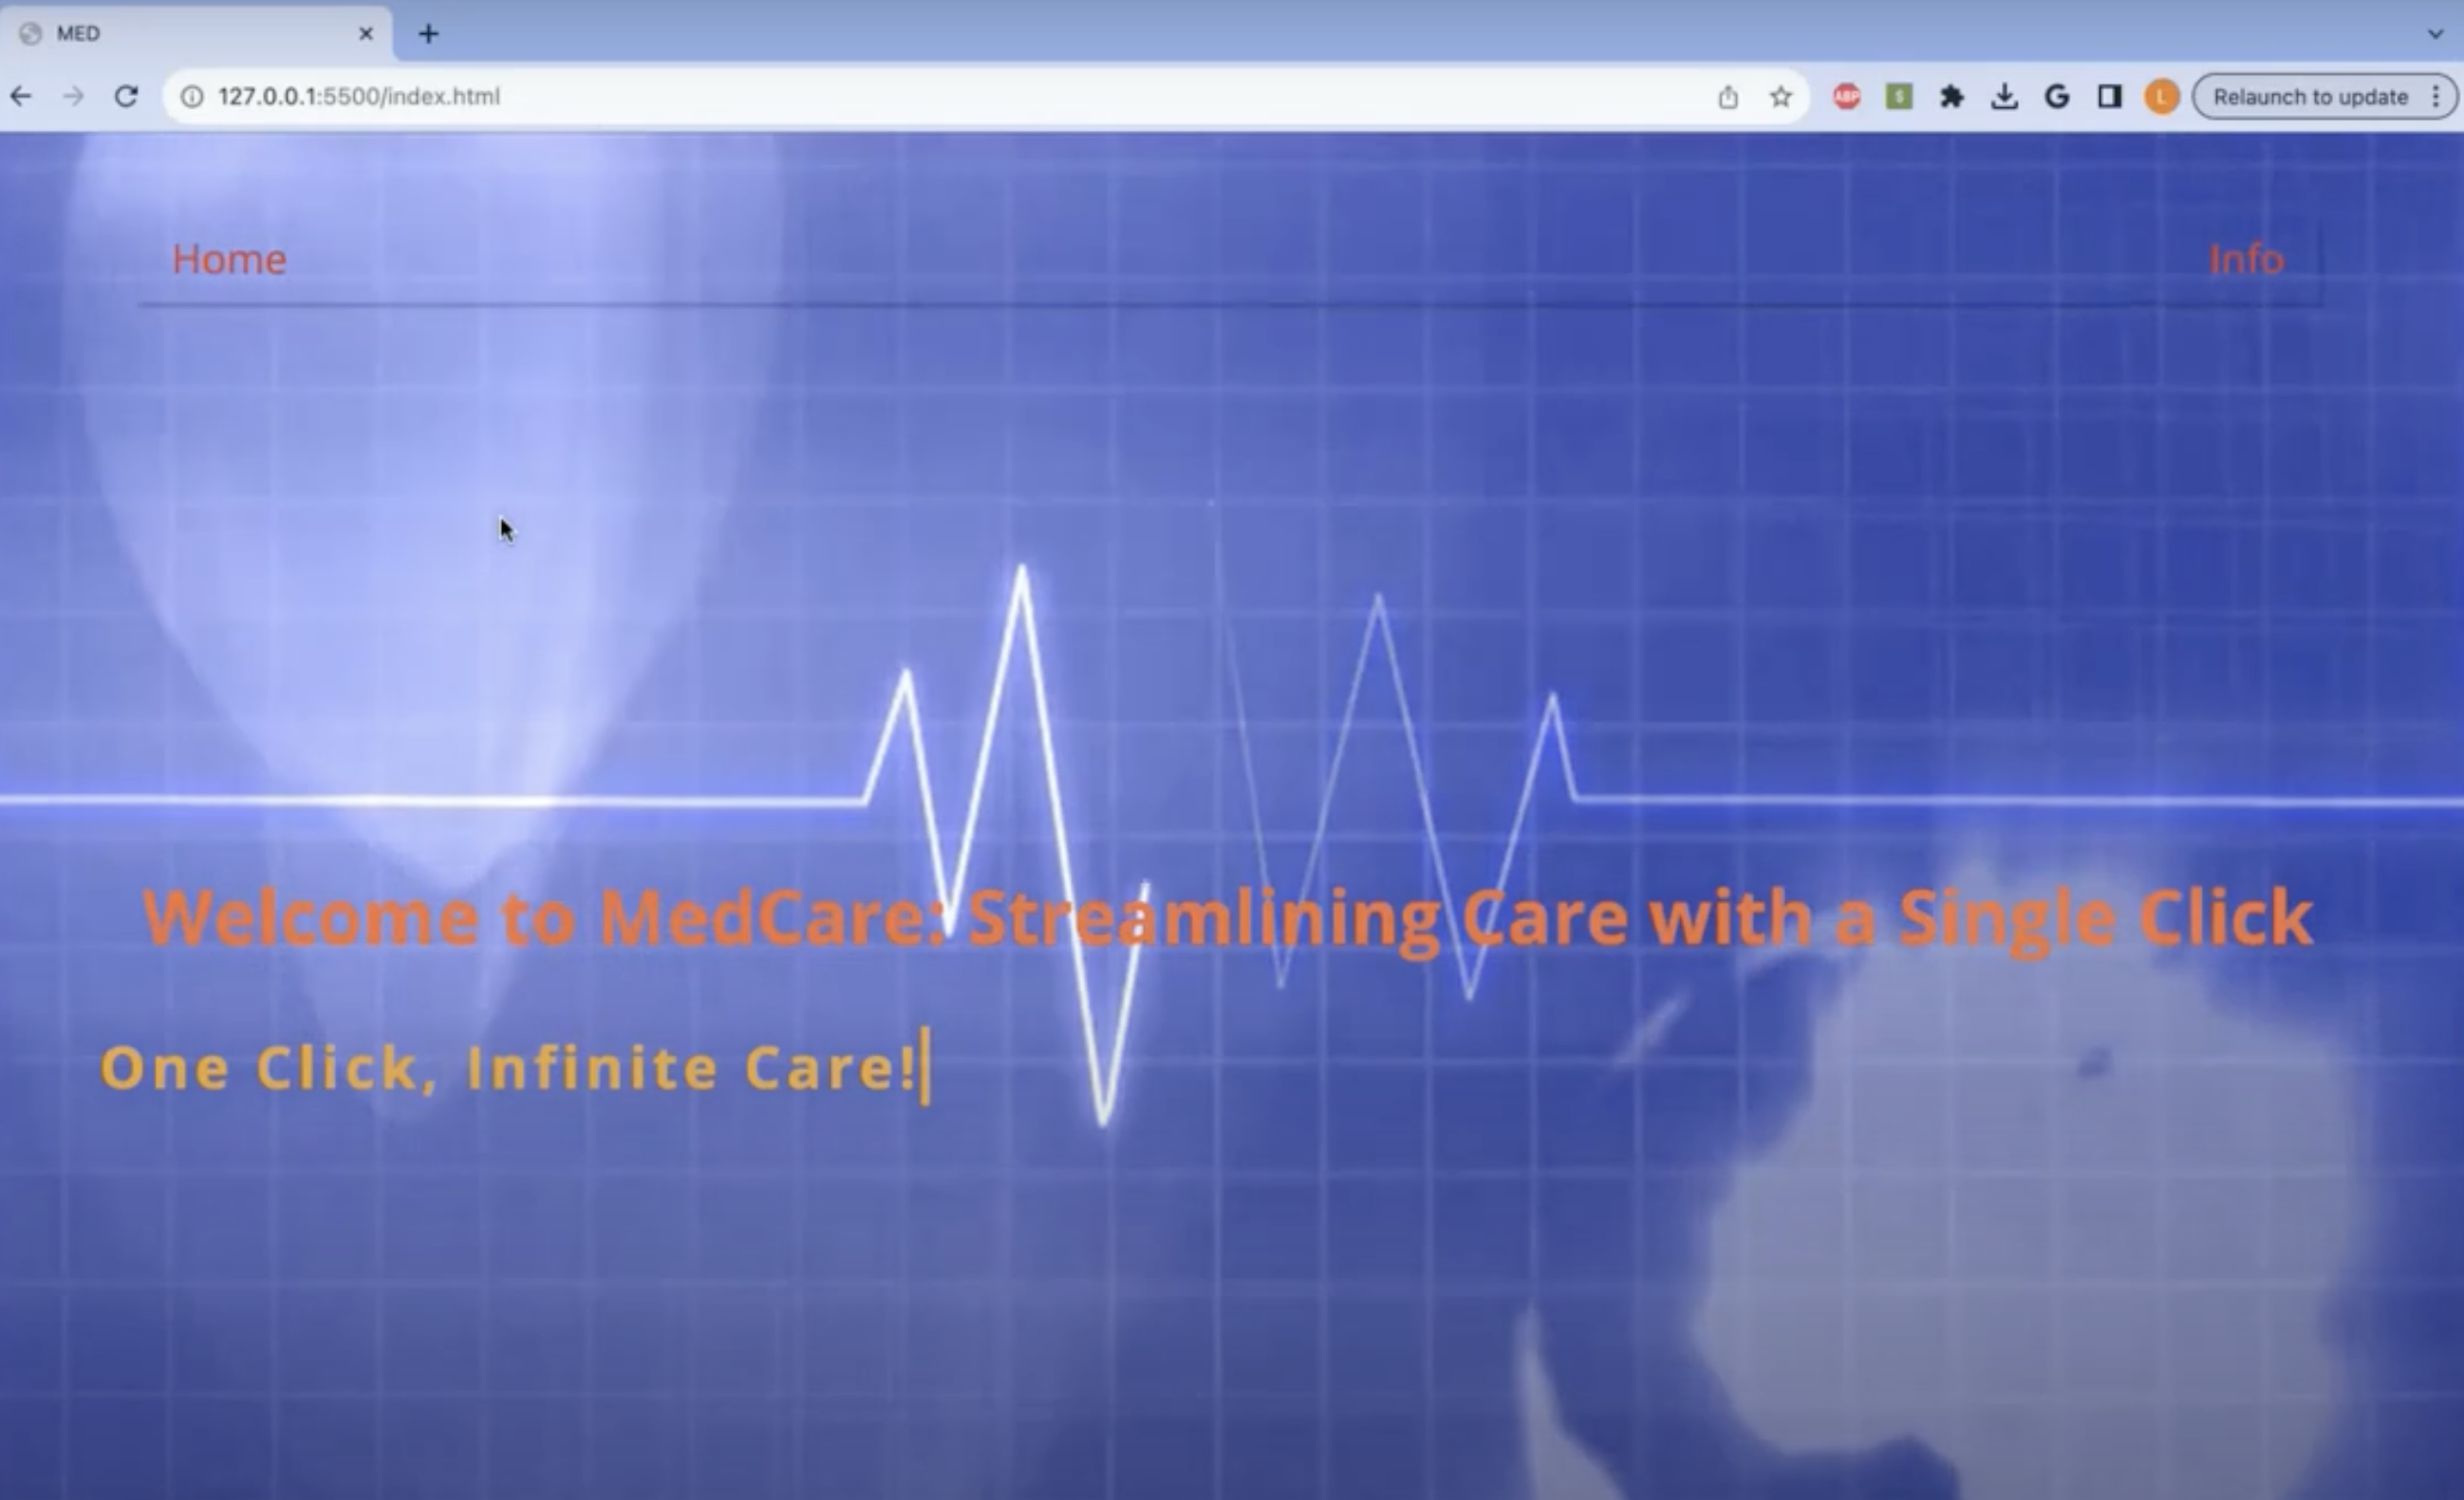 MED
127.0.0.1:5500/index.html
ABP
$
G
L
Relaunch to update
Home
Info
Welcome to MedCare: Streamlining Care with a Single Click
One Click, Infinite Care!